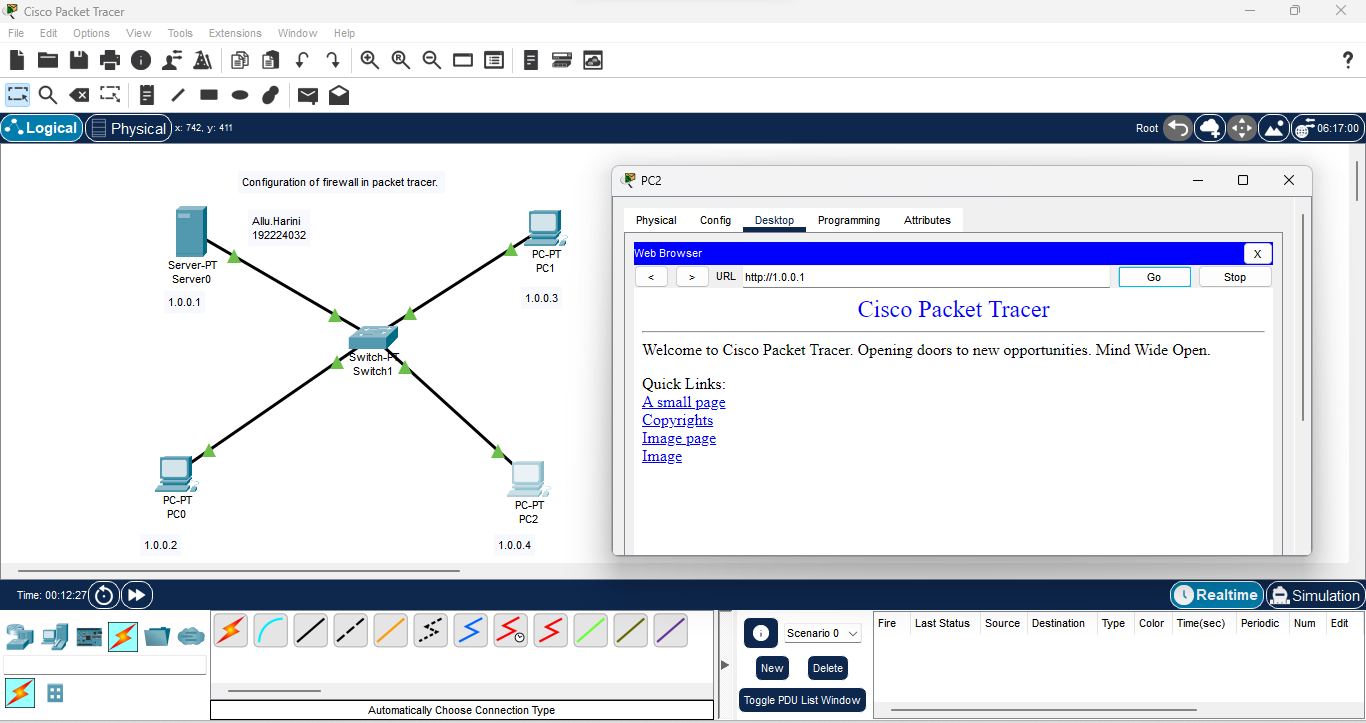 Cisco Packet Tracer
File Edit Options View Tools Extensions Window Help
?
Logical Physical x: 742, y: 411 Root 06:17:00
Configuration of firewall in packet tracer.
Allu.Harini
192224032
Server-PT
Server0
1.0.0.1
PC-PT
PC1
1.0.0.3
Switch-PT
Switch1
PC-PT
PC0
1.0.0.2
PC-PT
PC2
1.0.0.4
PC2
Physical Config Desktop Programming Attributes
Web Browser X
< > URL http://1.0.0.1 Go Stop
Cisco Packet Tracer
Welcome to Cisco Packet Tracer. Opening doors to new opportunities. Mind Wide Open.
Quick Links:
A small page
Copyrights
Image page
Image
Time: 00:12:27 Realtime Simulation
Scenario 0
New Delete
Toggle PDU List Window
Fire Last Status Source Destination Type Color Time(sec) Periodic Num Edit
Automatically Choose Connection Type